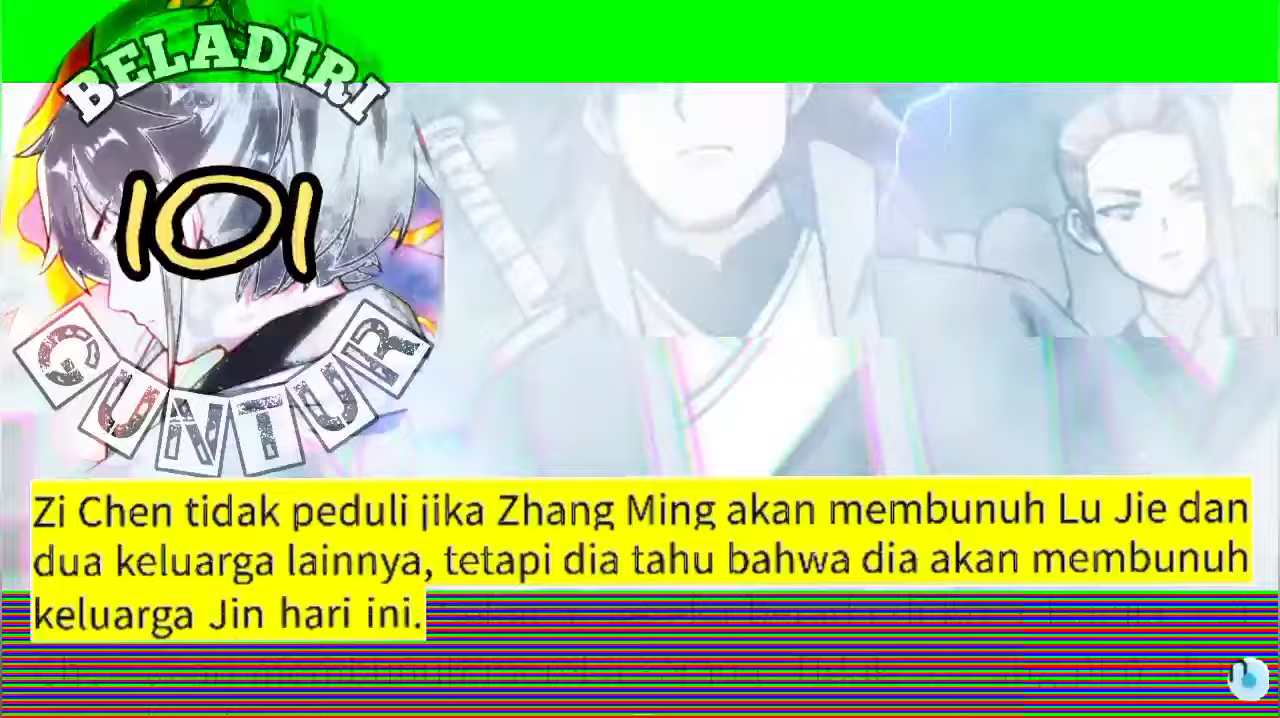 BELADIRI
101
GUNTUR
Zi Chen tidak peduli jika Zhang Ming akan membunuh Lu Jie dan
dua keluarga lainnya, tetapi dia tahu bahwa dia akan membunuh
keluarga Jin hari ini.